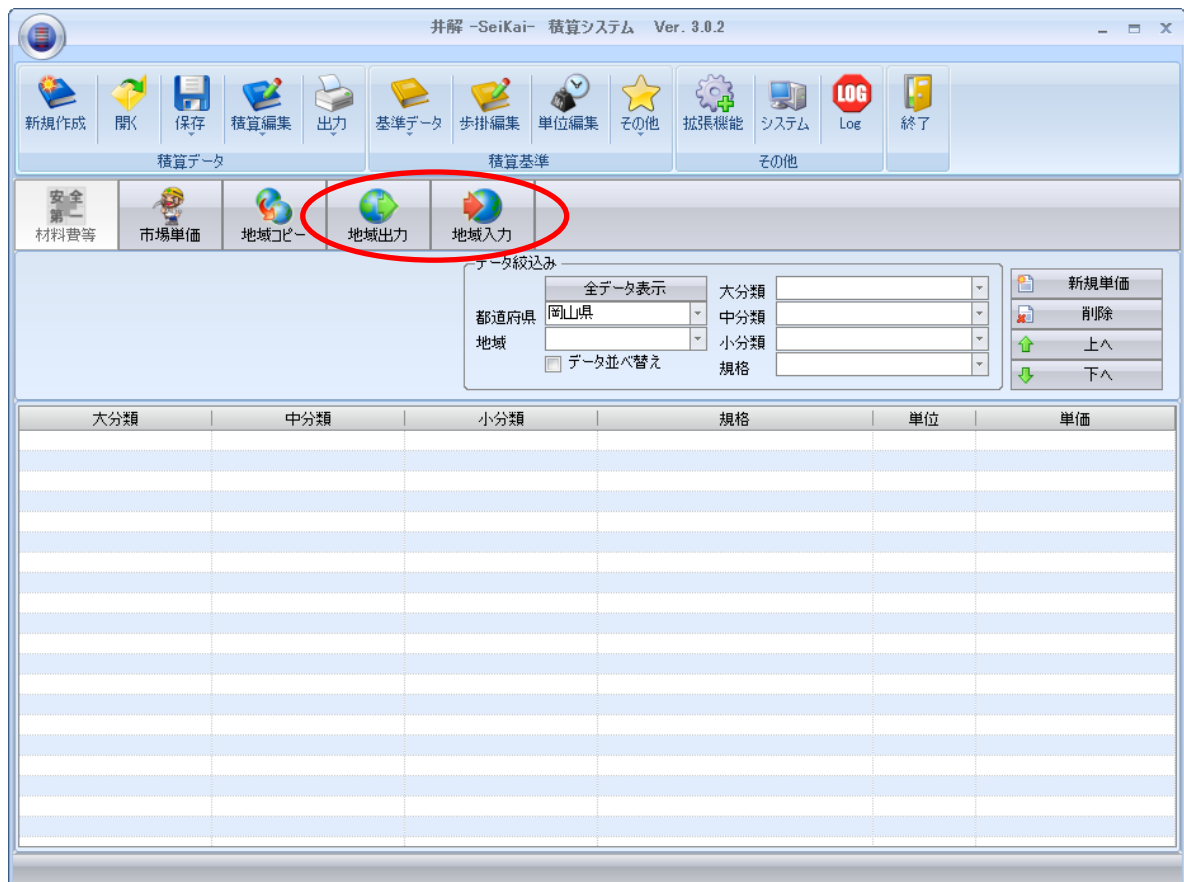 井解 -SeiKai- 積算システム Ver. 3.0.2
新規作成 開く 保存 積算編集 出力 基準データ 歩掛編集 単位編集 その他 拡張機能 システム Log 終了
LOG
積算データ 積算基準 その他
安全
第一
材料費等 市場単価 地域コピー 地域出力 地域入力
データ絞込み
全データ表示 大分類 新規単価
都道府県 岡山県 中分類 削除
地域 小分類 上へ
データ並べ替え 規格 下へ
大分類 中分類 小分類 規格 単位 単価